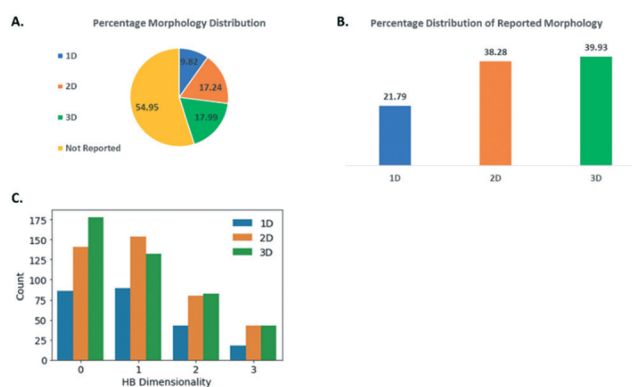 A.
Percentage Morphology Distribution
1D
2D
3D
Not Reported
9.82
17.24
17.99
54.95
B.
Percentage Distribution of Reported Morphology
21.79
38.28
39.93
1D
2D
3D
C.
175
150
125
100
75
50
25
0
Count
1D
2D
3D
0 1 2 3
HB Dimensionality